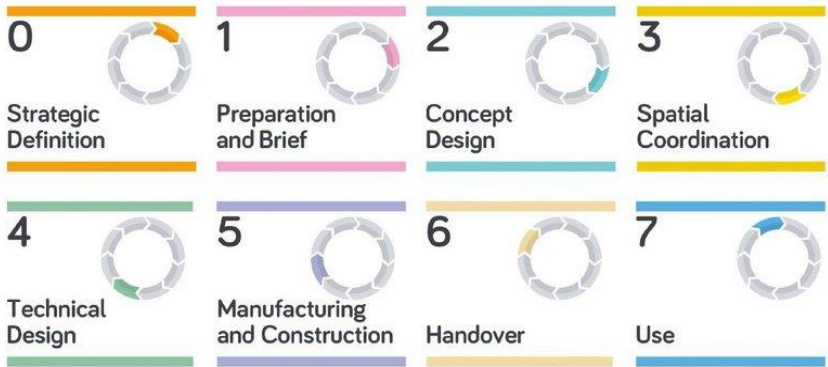 0
Strategic
Definition
1
Preparation
and Brief
2
Concept
Design
3
Spatial
Coordination
4
Technical
Design
5
Manufacturing
and Construction
6
Handover
7
Use